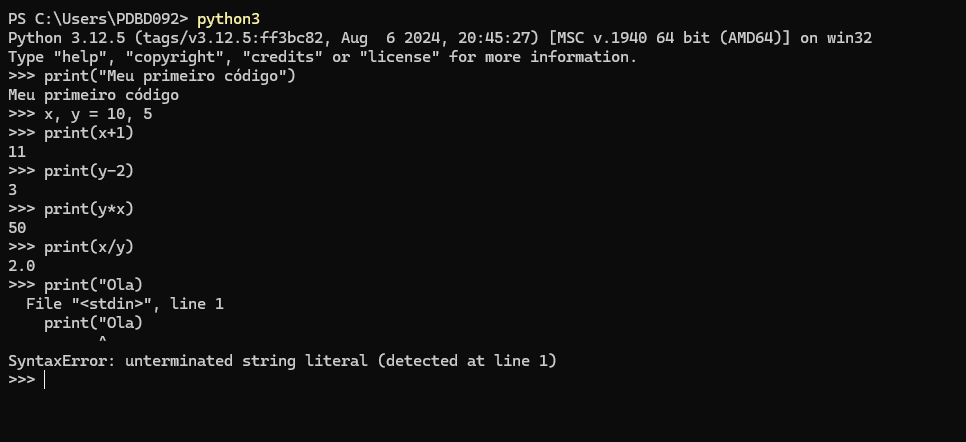 PS C:\Users\PDBD092> python3
Python 3.12.5 (tags/v3.12.5:ff3bc82, Aug  6 2024, 20:45:27) [MSC v.1940 64 bit (AMD64)] on win32
Type "help", "copyright", "credits" or "license" for more information.
>>> print("Meu primeiro código")
Meu primeiro código
>>> x, y = 10, 5
>>> print(x+1)
11
>>> print(y-2)
3
>>> print(y*x)
50
>>> print(x/y)
2.0
>>> print("Ola)
  File "<stdin>", line 1
    print("Ola)
          ^
SyntaxError: unterminated string literal (detected at line 1)
>>>